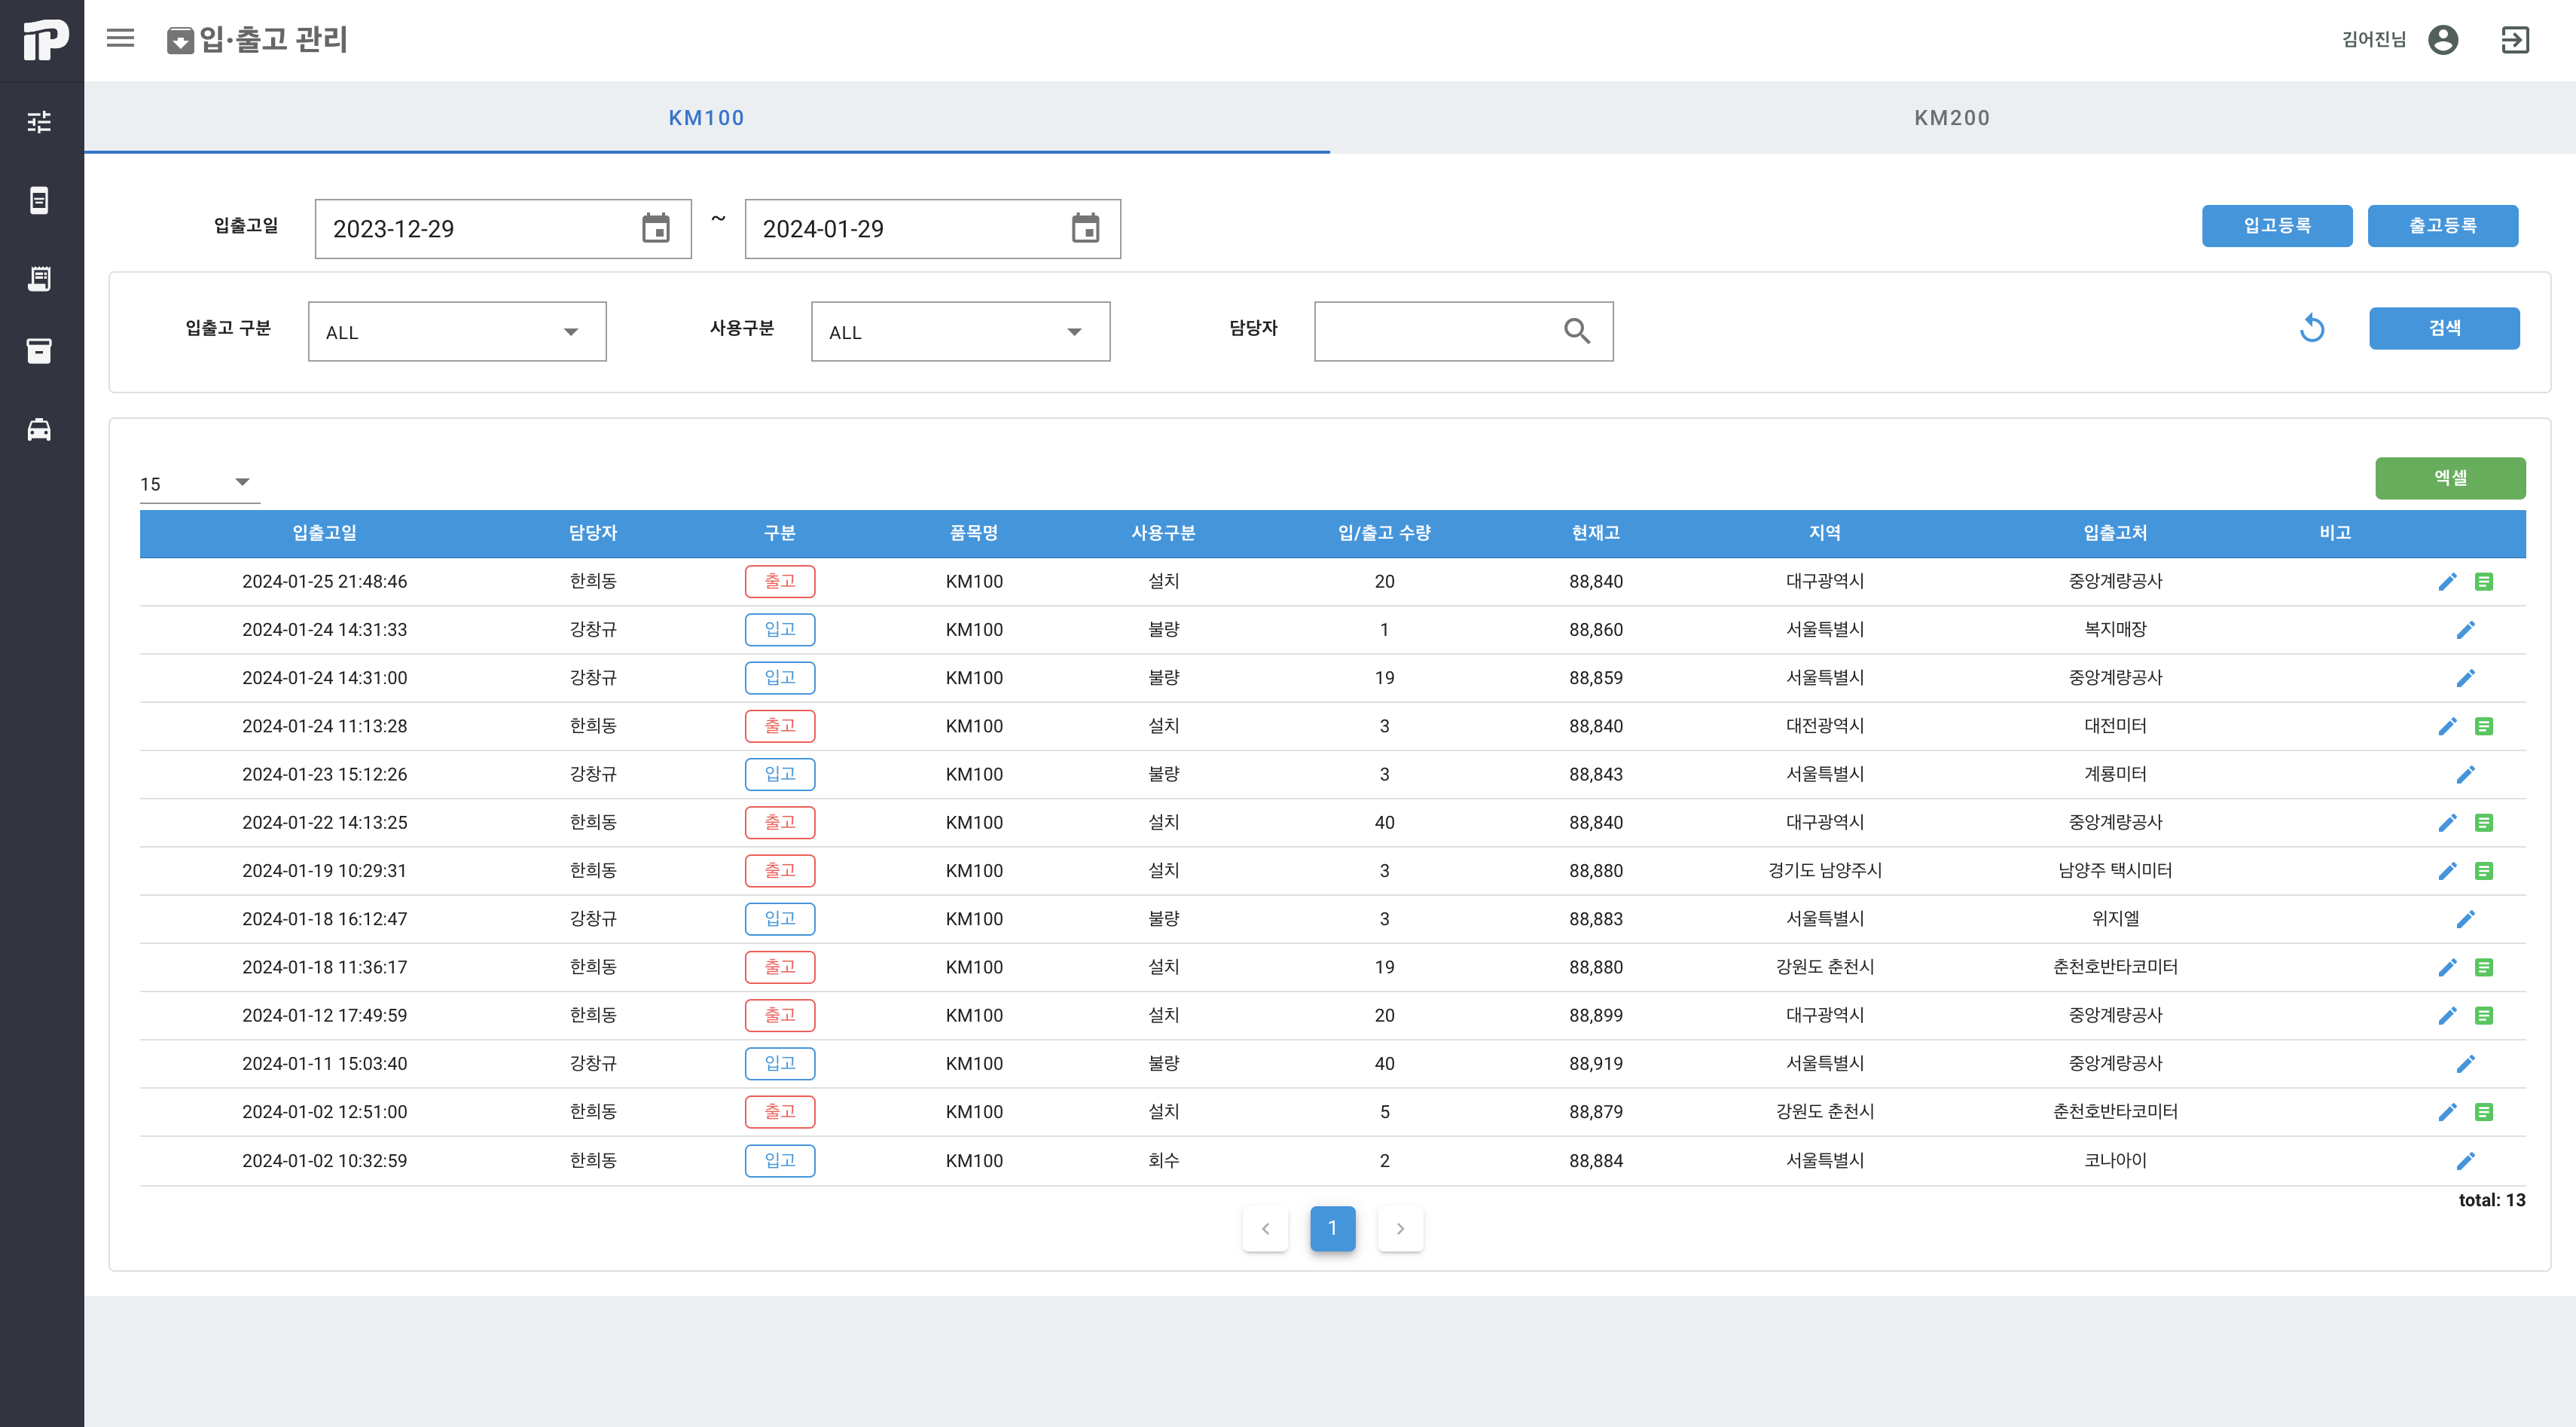 iP
입·출고 관리
김어진님
KM100
KM200
입출고일
2023-12-29
~
2024-01-29
입고등록
출고등록
입출고 구분
ALL
사용구분
ALL
담당자
검색
15
엑셀
입출고일 담당자 구분 품목명 사용구분 입/출고 수량 현재고 지역 입출고처 비고
2024-01-25 21:48:46 한희동 출고 KM100 설치 20 88,840 대구광역시 중앙계량공사
2024-01-24 14:31:33 강창규 입고 KM100 불량 1 88,860 서울특별시 복지매장
2024-01-24 14:31:00 강창규 입고 KM100 불량 19 88,859 서울특별시 중앙계량공사
2024-01-24 11:13:28 한희동 출고 KM100 설치 3 88,840 대전광역시 대전미터
2024-01-23 15:12:26 강창규 입고 KM100 불량 3 88,843 서울특별시 계룡미터
2024-01-22 14:13:25 한희동 출고 KM100 설치 40 88,840 대구광역시 중앙계량공사
2024-01-19 10:29:31 한희동 출고 KM100 설치 3 88,880 경기도 남양주시 남양주 택시미터
2024-01-18 16:12:47 강창규 입고 KM100 불량 3 88,883 서울특별시 위지엘
2024-01-18 11:36:17 한희동 출고 KM100 설치 19 88,880 강원도 춘천시 춘천호반타코미터
2024-01-12 17:49:59 한희동 출고 KM100 설치 20 88,899 대구광역시 중앙계량공사
2024-01-11 15:03:40 강창규 입고 KM100 불량 40 88,919 서울특별시 중앙계량공사
2024-01-02 12:51:00 한희동 출고 KM100 설치 5 88,879 강원도 춘천시 춘천호반타코미터
2024-01-02 10:32:59 한희동 입고 KM100 회수 2 88,884 서울특별시 코나아이
total: 13
1